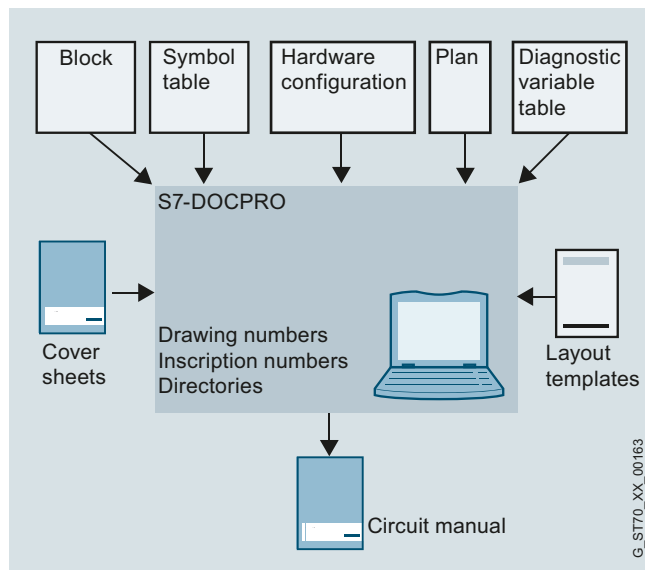 Block
Symbol
table
Hardware
configuration
Plan
Diagnostic
variable
table
S7-DOCPRO
Cover
sheets
Drawing numbers
Inscription numbers
Directories
Layout
templates
Circuit manual
G_ST70_XX_00163